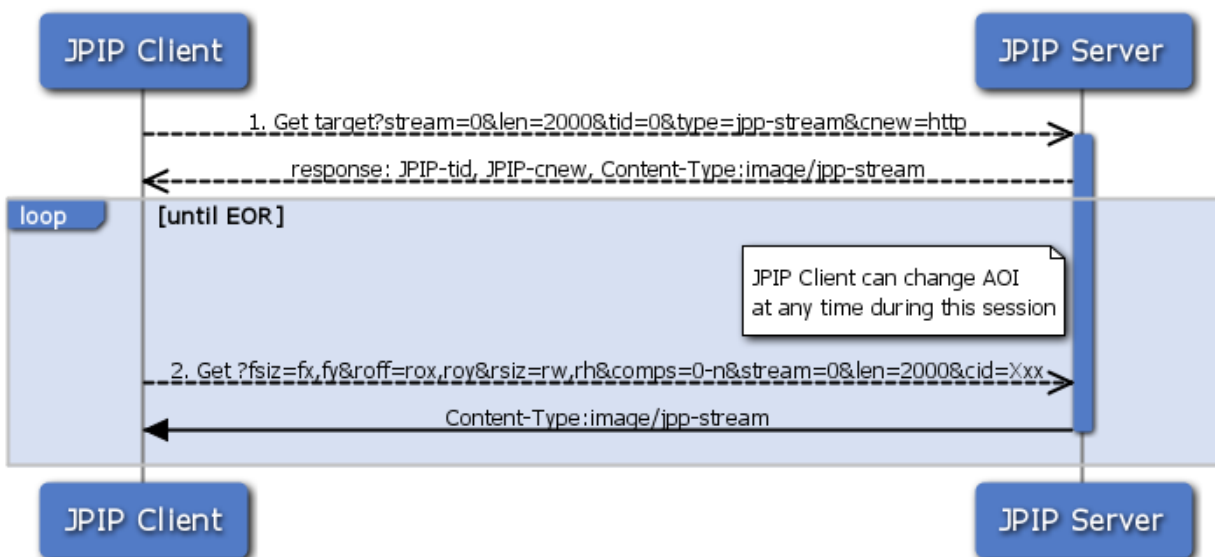 JPIP Client
JPIP Server
1. Get target?stream=0&len=2000&tid=0&type=jpp-stream&cnew=http
response: JPIP-tid, JPIP-cnew, Content-Type:image/jpp-stream
loop
[until EOR]
JPIP Client can change AOI
at any time during this session
2. Get ?fsiz=fx,fy&roff=rox,roy&rsiz=rw,rh&comps=0-n&stream=0&len=2000&cid=Xxx
Content-Type:image/jpp-stream
JPIP Client
JPIP Server